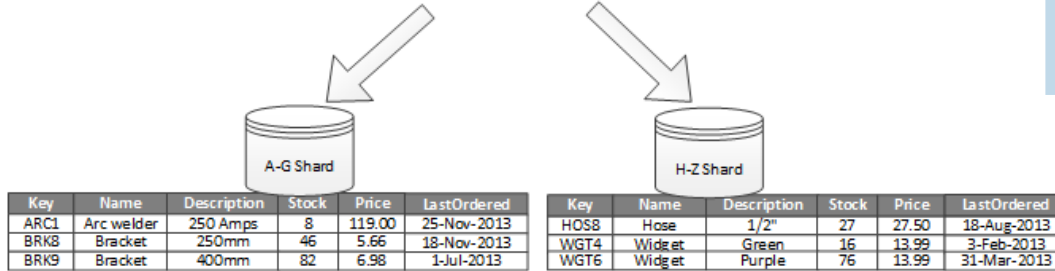 A-G Shard
Key Name Description Stock Price LastOrdered
ARC1 Arc welder 250 Amps 8 119.00 25-Nov-2013
BRK8 Bracket 250mm 46 5.66 18-Nov-2013
BRK9 Bracket 400mm 82 6.98 1-Jul-2013
H-Z Shard
Key Name Description Stock Price LastOrdered
HOS8 Hose 1/2" 27 27.50 18-Aug-2013
WGT4 Widget Green 16 13.99 3-Feb-2013
WGT6 Widget Purple 76 13.99 31-Mar-2013